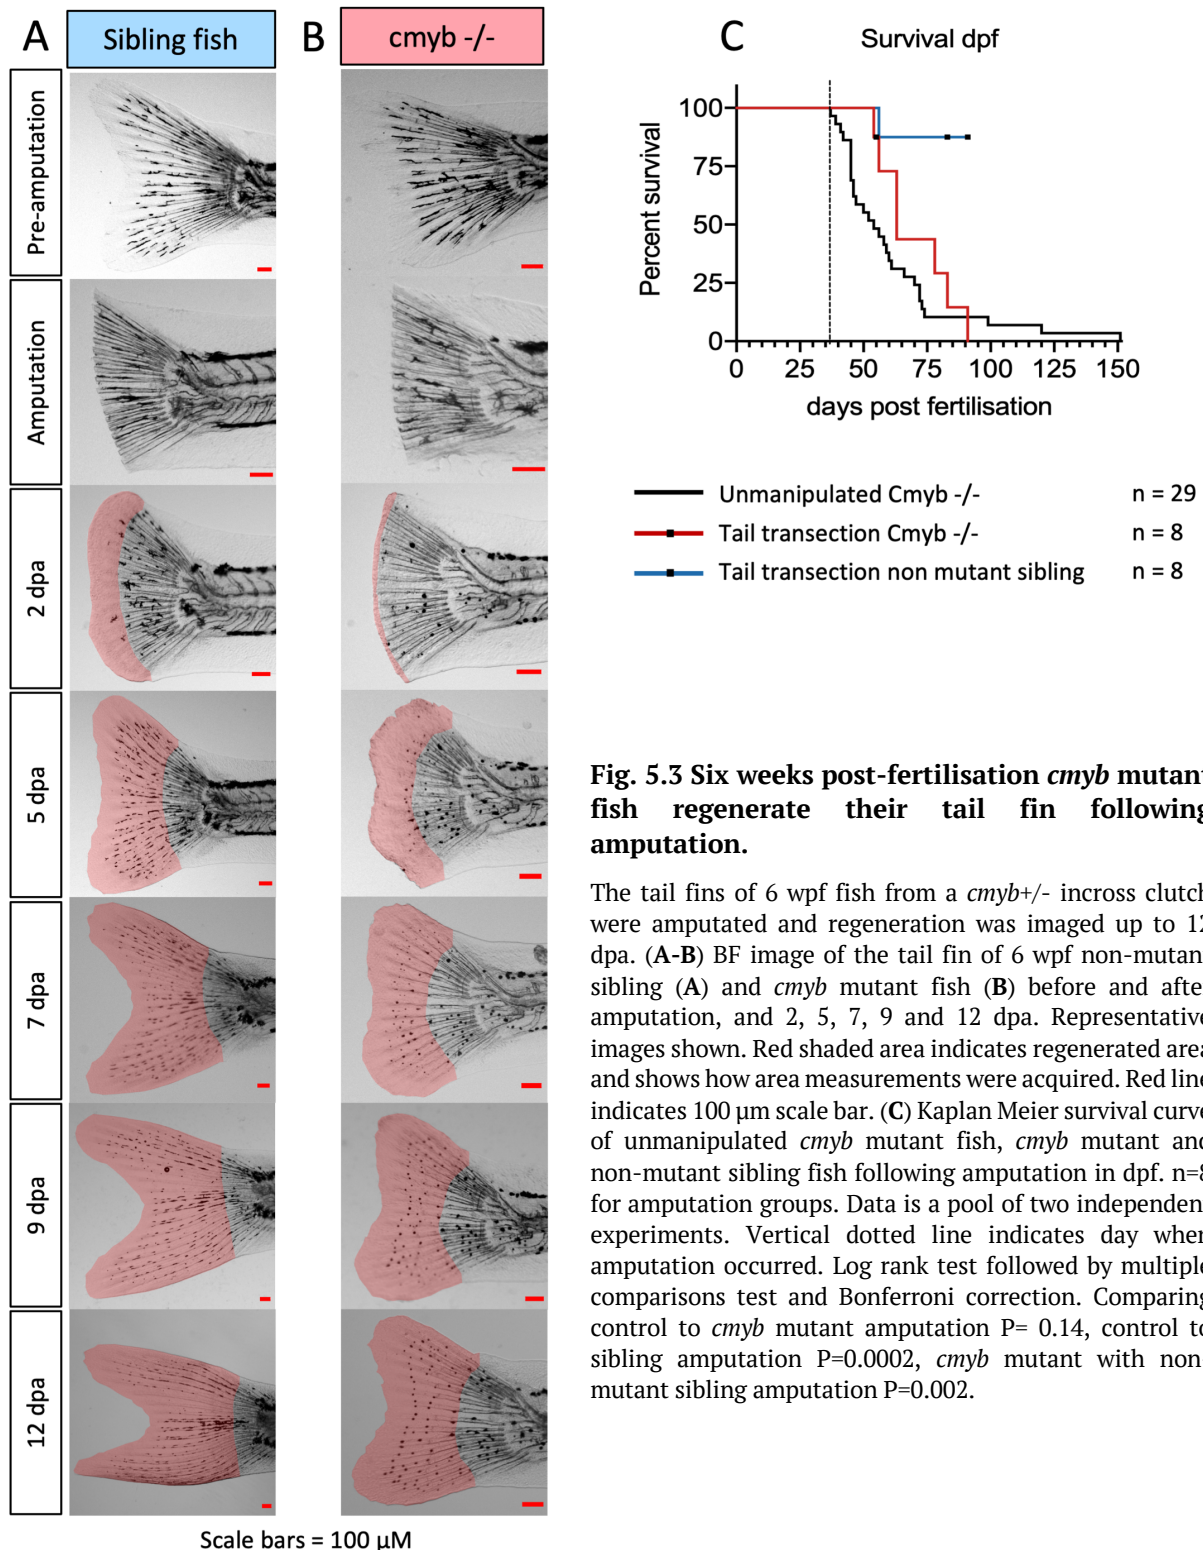 A
Sibling fish
B
cmyb -/-
Pre-amputation
Amputation
2 dpa
5 dpa
7 dpa
9 dpa
12 dpa
Scale bars = 100 µM
C
Survival dpf
Percent survival
100
75
50
25
0
0 25 50 75 100 125 150
days post fertilisation
Unmanipulated Cmyb -/- n = 29
Tail transection Cmyb -/- n = 8
Tail transection non mutant sibling n = 8
Fig. 5.3 Six weeks post-fertilisation cmyb mutant
fish regenerate their tail fin following
amputation.
The tail fins of 6 wpf fish from a cmyb+/- incross clutch
were amputated and regeneration was imaged up to 12
dpa. (A-B) BF image of the tail fin of 6 wpf non-mutant
sibling (A) and cmyb mutant fish (B) before and after
amputation, and 2, 5, 7, 9 and 12 dpa. Representative
images shown. Red shaded area indicates regenerated area
and shows how area measurements were acquired. Red line
indicates 100 µm scale bar. (C) Kaplan Meier survival curve
of unmanipulated cmyb mutant fish, cmyb mutant and
non-mutant sibling fish following amputation in dpf. n=8
for amputation groups. Data is a pool of two independent
experiments. Vertical dotted line indicates day when
amputation occurred. Log rank test followed by multiple
comparisons test and Bonferroni correction. Comparing
control to cmyb mutant amputation P= 0.14, control to
sibling amputation P=0.0002, cmyb mutant with non-
mutant sibling amputation P=0.002.